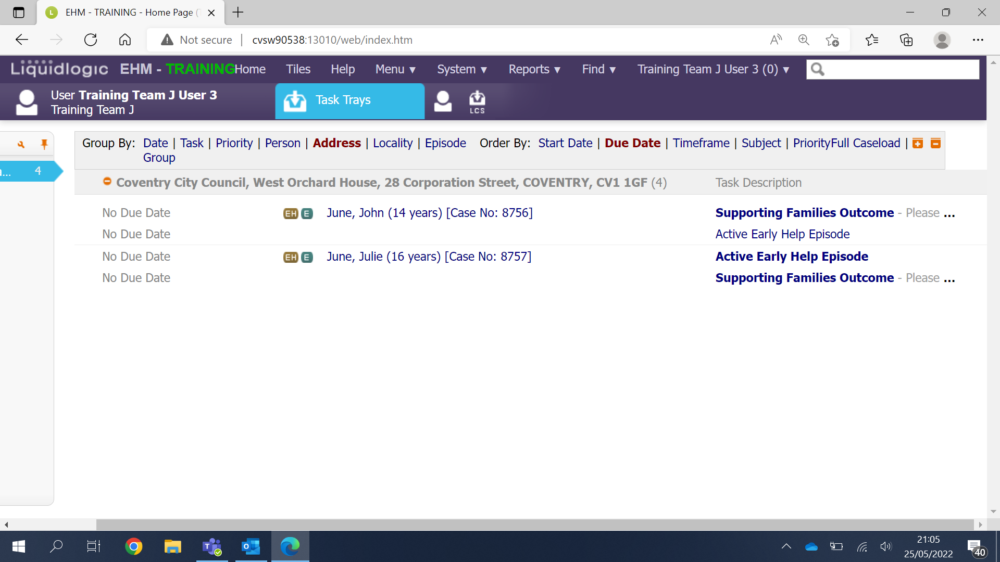 EHM - TRAINING - Home Page (
Not secure | cvsw90538:13010/web/index.htm
Liquidlogic EHM - TRAINING Home Tiles Help Menu ▼ System ▼ Reports ▼ Find ▼ Training Team J User 3 (0) ▼
User Training Team J User 3
Training Team J
Task Trays
LCS
Group By: Date | Task | Priority | Person | Address | Locality | Episode Order By: Start Date | Due Date | Timeframe | Subject | PriorityFull Caseload |
Group
a... 4
Coventry City Council, West Orchard House, 28 Corporation Street, COVENTRY, CV1 1GF (4) Task Description
No Due Date EH E June, John (14 years) [Case No: 8756] Supporting Families Outcome - Please ...
No Due Date Active Early Help Episode
No Due Date EH E June, Julie (16 years) [Case No: 8757] Active Early Help Episode
No Due Date Supporting Families Outcome - Please ...
21:05
25/05/2022
40